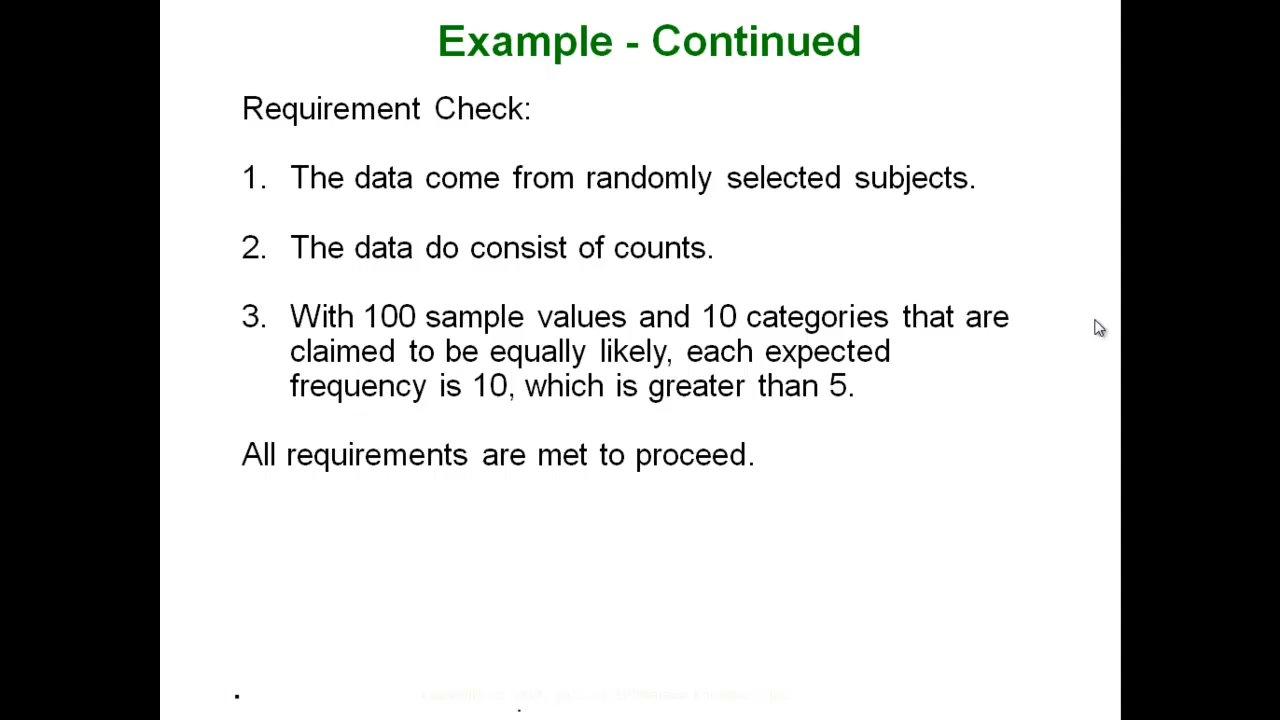 Example - Continued
Requirement Check:
1. The data come from randomly selected subjects.
2. The data do consist of counts.
3. With 100 sample values and 10 categories that are
claimed to be equally likely, each expected
frequency is 10, which is greater than 5.
All requirements are met to proceed.